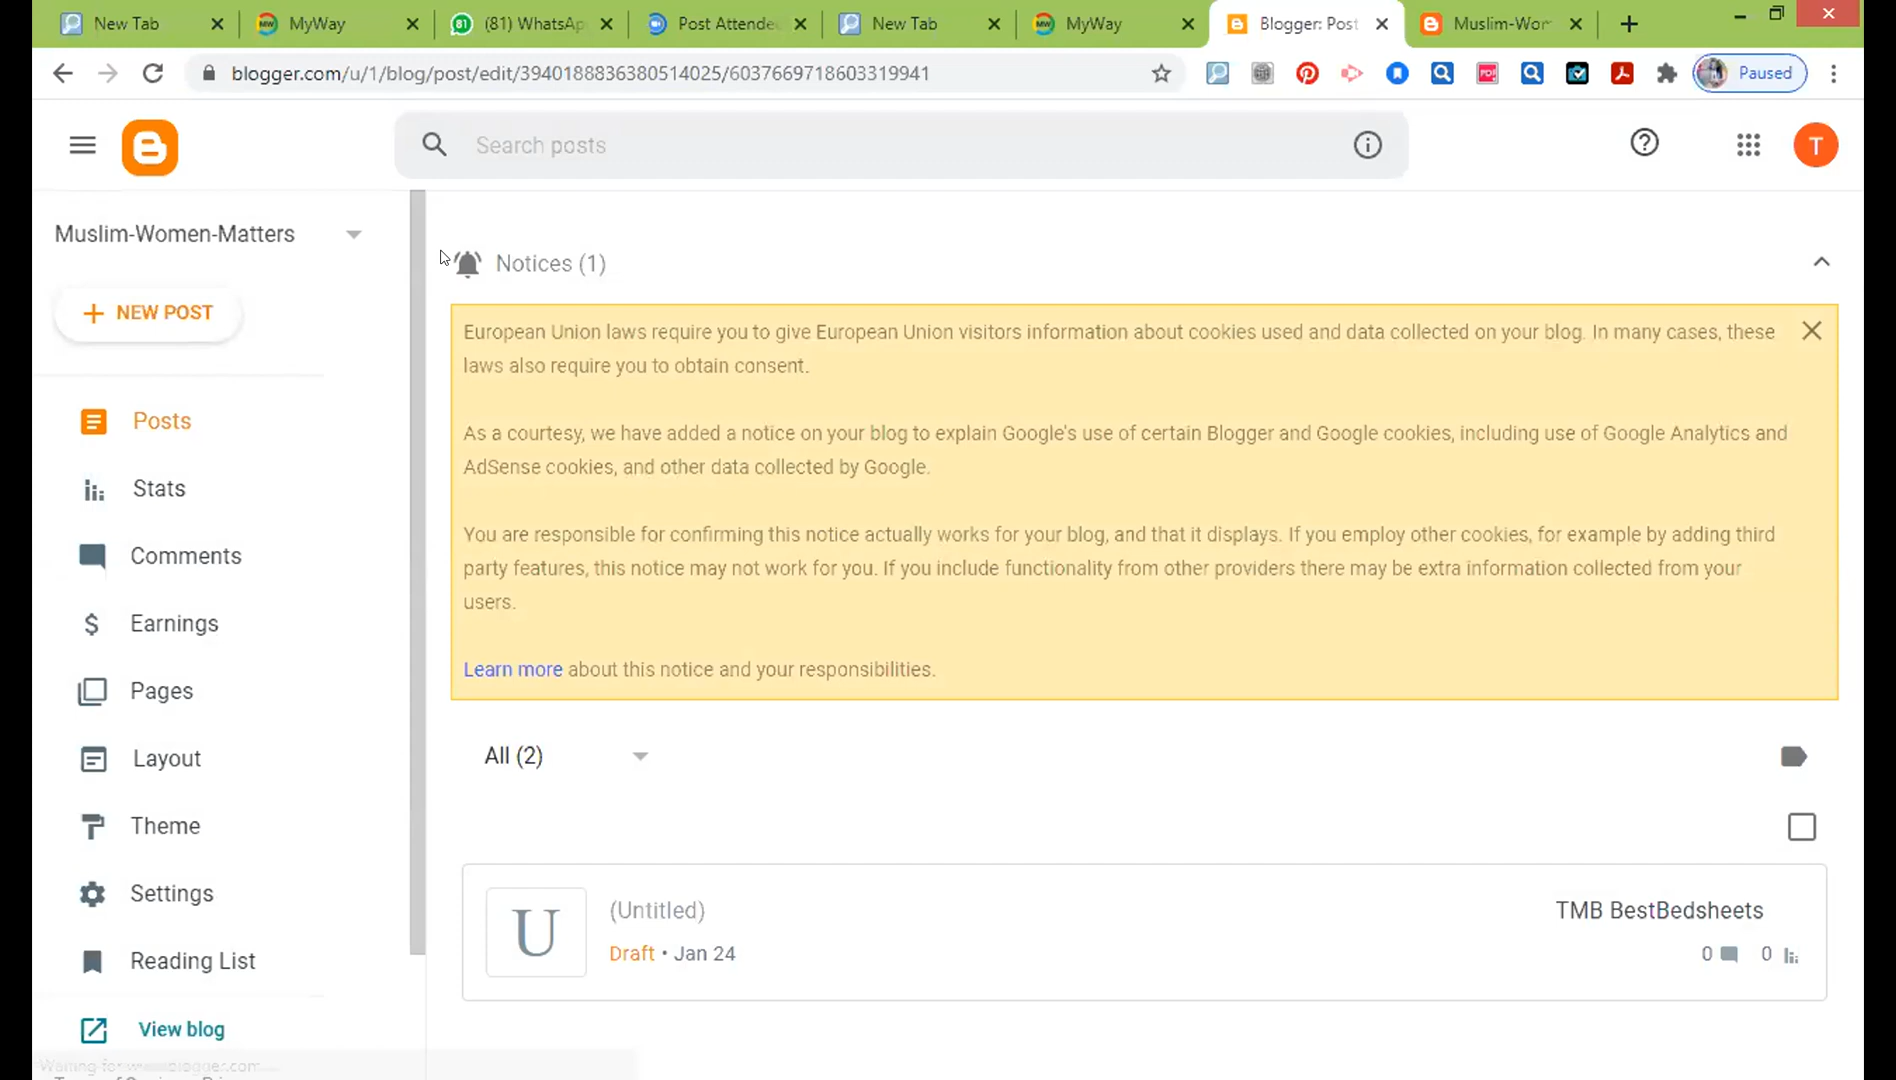 New Tab
MyWay
81 (81) WhatsAp
Post Attende
New Tab
MyWay
Blogger: Post
Muslim-Wom
blogger.com/u/1/blog/post/edit/3940188836380514025/6037669718603319941
Paused
Search posts
T
Muslim-Women-Matters
NEW POST
Posts
Stats
Comments
Earnings
Pages
Layout
Theme
Settings
Reading List
View blog
Notices (1)
European Union laws require you to give European Union visitors information about cookies used and data collected on your blog. In many cases, these
laws also require you to obtain consent.
As a courtesy, we have added a notice on your blog to explain Google's use of certain Blogger and Google cookies, including use of Google Analytics and
AdSense cookies, and other data collected by Google.
You are responsible for confirming this notice actually works for your blog, and that it displays. If you employ other cookies, for example by adding third
party features, this notice may not work for you. If you include functionality from other providers there may be extra information collected from your
users.
Learn more about this notice and your responsibilities.
All (2)
U
(Untitled)
Draft • Jan 24
TMB BestBedsheets
0 0